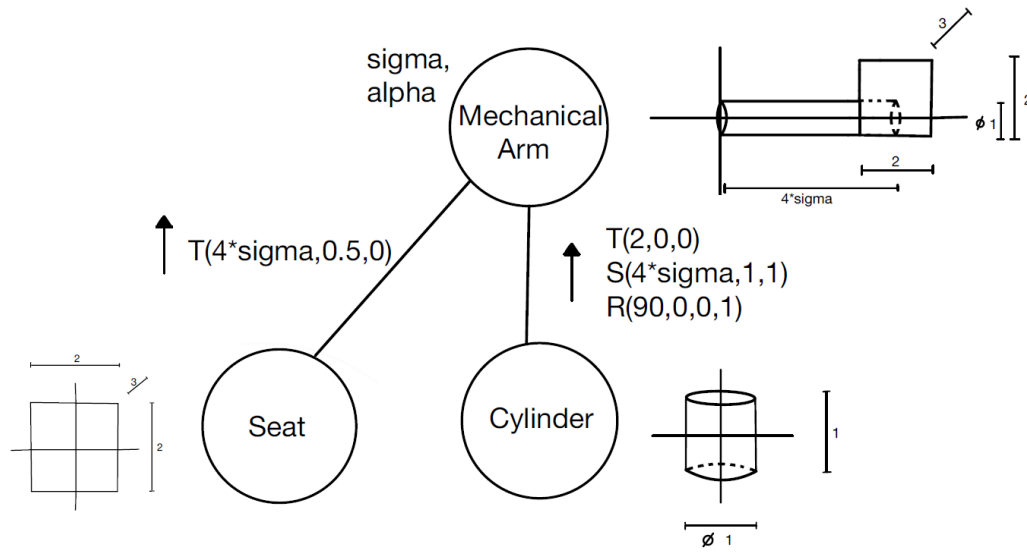 sigma,
alpha
Mechanical
Arm
3
2
ϕ 1
2
4*sigma
T(4*sigma,0.5,0)
T(2,0,0)
S(4*sigma,1,1)
R(90,0,0,1)
2
3
2
Seat
Cylinder
1
ϕ 1